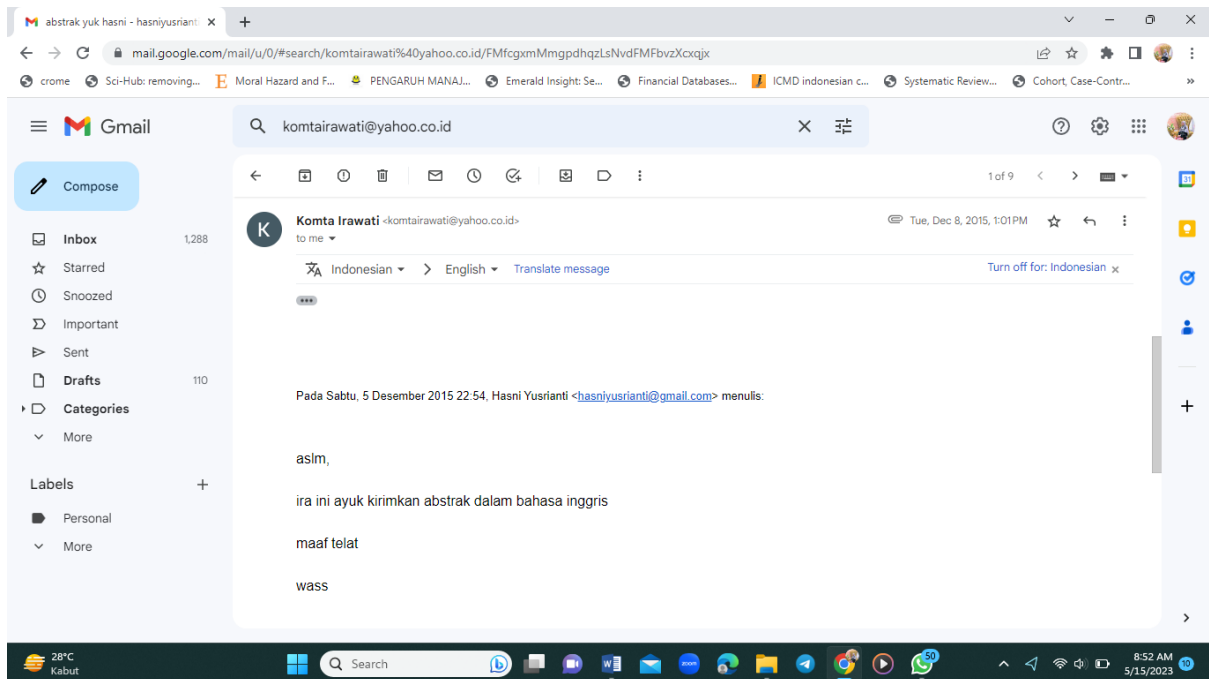 abstrak yuk hasni - hasniyusrianti
mail.google.com/mail/u/0/#search/komtairawati%40yahoo.co.id/FMfcgxmMmgpdhqzLsNvdFMFbvzXcxqjx
crome Sci-Hub: removing... Moral Hazard and F... PENGARUH MANAJ... Emerald Insight: Se... Financial Databases... ICMD indonesian c... Systematic Review... Cohort, Case-Contr... »
Gmail
komtairawati@yahoo.co.id
Compose
1 of 9
31
Komta Irawati <komtairawati@yahoo.co.id>
Tue, Dec 8, 2015, 1:01 PM
K
to me
Inbox 1,288
Indonesian > English Translate message
Turn off for: Indonesian x
Starred
Snoozed
Important
Sent
Drafts 110
Categories
More
Pada Sabtu, 5 Desember 2015 22:54, Hasni Yusrianti <hasniyusrianti@gmail.com> menulis:
aslm,
Labels +
ira ini ayuk kirimkan abstrak dalam bahasa inggris
Personal
maaf telat
More
wass
28°C
Kabut
Search
zoom
50
8:52 AM
5/15/2023
10